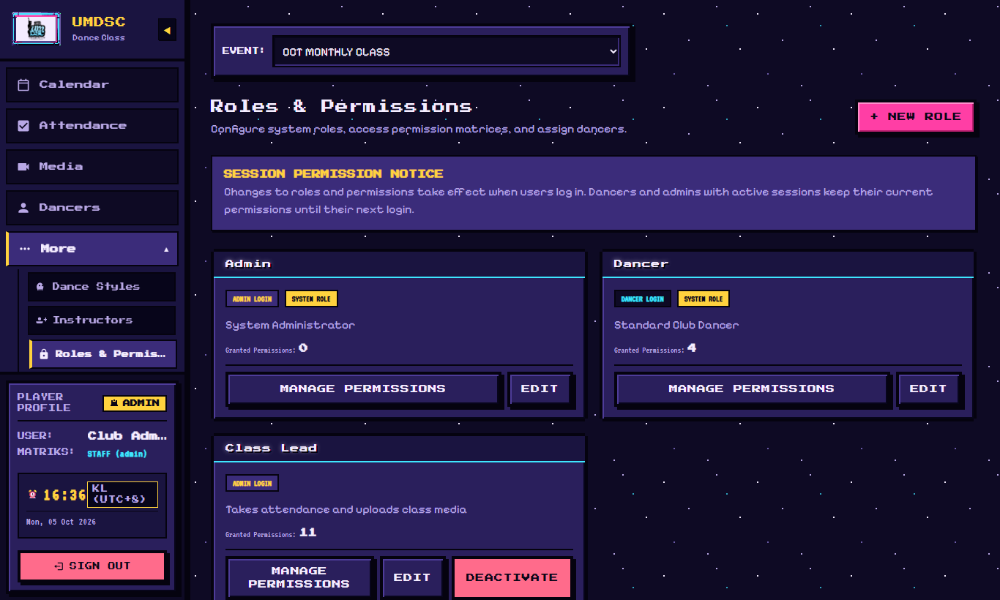 UMDSC
Dance Class
Calendar
Attendance
Media
Dancers
More
Dance Styles
Instructors
Roles & Permis…
PLAYER PROFILE
ADMIN
USER: Club Adm…
MATRIKS: STAFF (admin)
16:36 KL (UTC+8)
Mon, 05 Oct 2026
SIGN OUT
EVENT: OCT MONTHLY CLASS
Roles & Permissions
Configure system roles, access permission matrices, and assign dancers.
+ NEW ROLE
SESSION PERMISSION NOTICE
Changes to roles and permissions take effect when users log in. Dancers and admins with active sessions keep their current
permissions until their next login.
Admin
ADMIN LOGIN SYSTEM ROLE
System Administrator
Granted Permissions: 0
MANAGE PERMISSIONS EDIT
Dancer
DANCER LOGIN SYSTEM ROLE
Standard Club Dancer
Granted Permissions: 4
MANAGE PERMISSIONS EDIT
Class Lead
ADMIN LOGIN
Takes attendance and uploads class media
Granted Permissions: 11
MANAGE PERMISSIONS EDIT DEACTIVATE